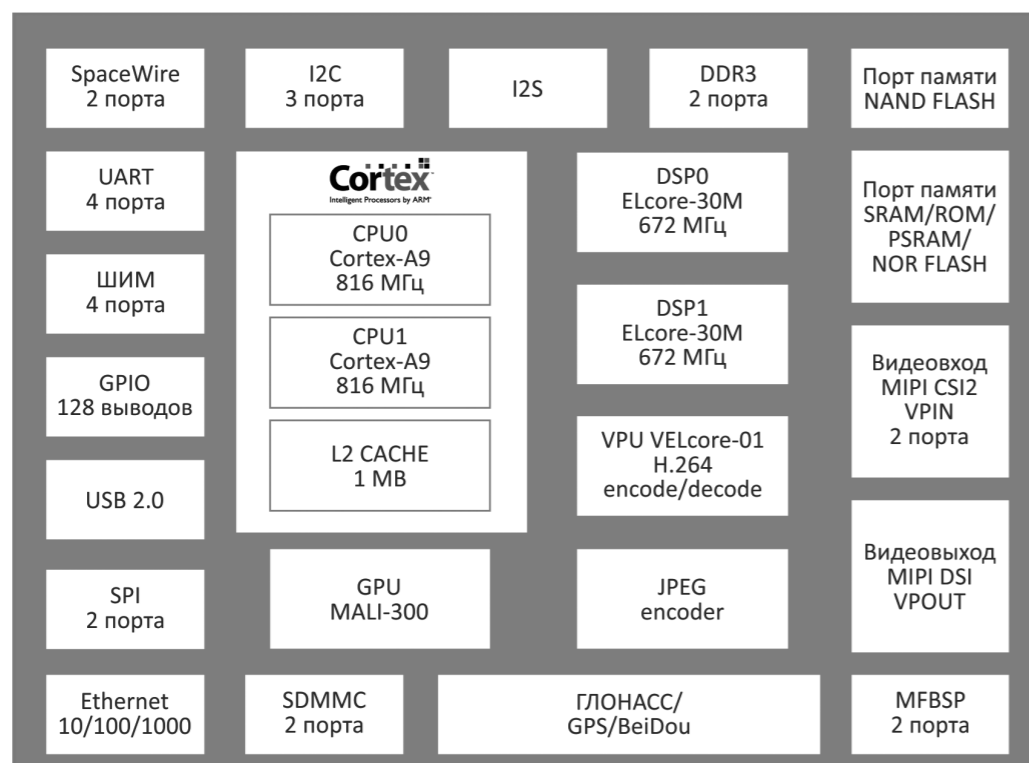 SpaceWire
2 порта
I2C
3 порта
I2S
DDR3
2 порта
Порт памяти
NAND FLASH
UART
4 порта
Cortex
Intelligent Processors by ARM®
CPU0
Cortex-A9
816 МГц
CPU1
Cortex-A9
816 МГц
L2 CACHE
1 MB
DSP0
ELcore-30M
672 МГц
Порт памяти
SRAM/ROM/
PSRAM/
NOR FLASH
ШИМ
4 порта
DSP1
ELcore-30M
672 МГц
GPIO
128 выводов
Видеовход
MIPI CSI2
VPIN
2 порта
VPU VELcore-01
H.264
encode/decode
USB 2.0
Видеовыход
MIPI DSI
VPOUT
SPI
2 порта
GPU
MALI-300
JPEG
encoder
Ethernet
10/100/1000
SDMMC
2 порта
ГЛОНАСС/
GPS/BeiDou
MFBSP
2 порта